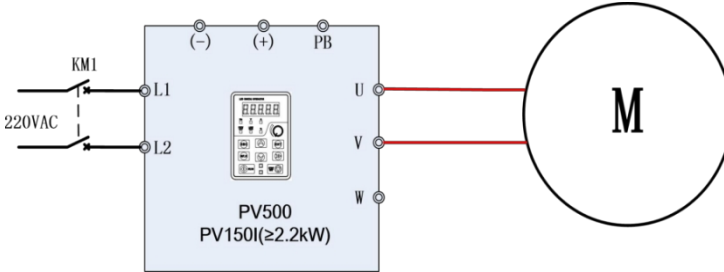 (-) (+) PB
KM1
L1 U
220VAC
L2 V
M
W
PV500
PV150I(≥2.2kW)